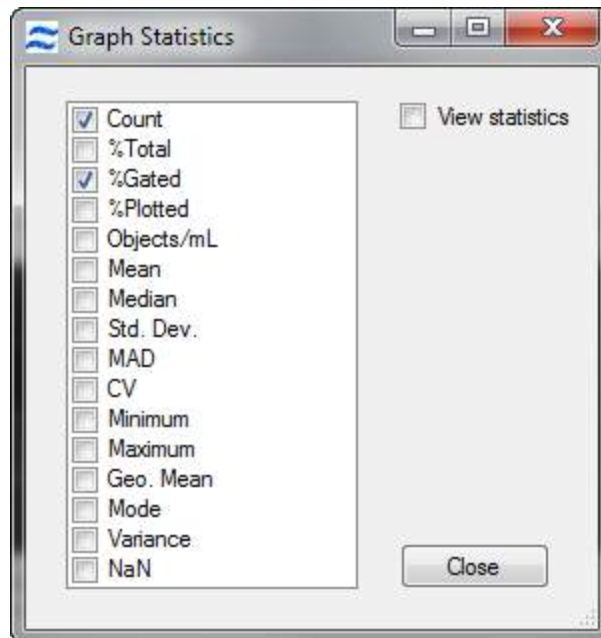 Graph Statistics
Count
%Total
%Gated
%Plotted
Objects/mL
Mean
Median
Std. Dev.
MAD
CV
Minimum
Maximum
Geo. Mean
Mode
Variance
NaN
View statistics
Close